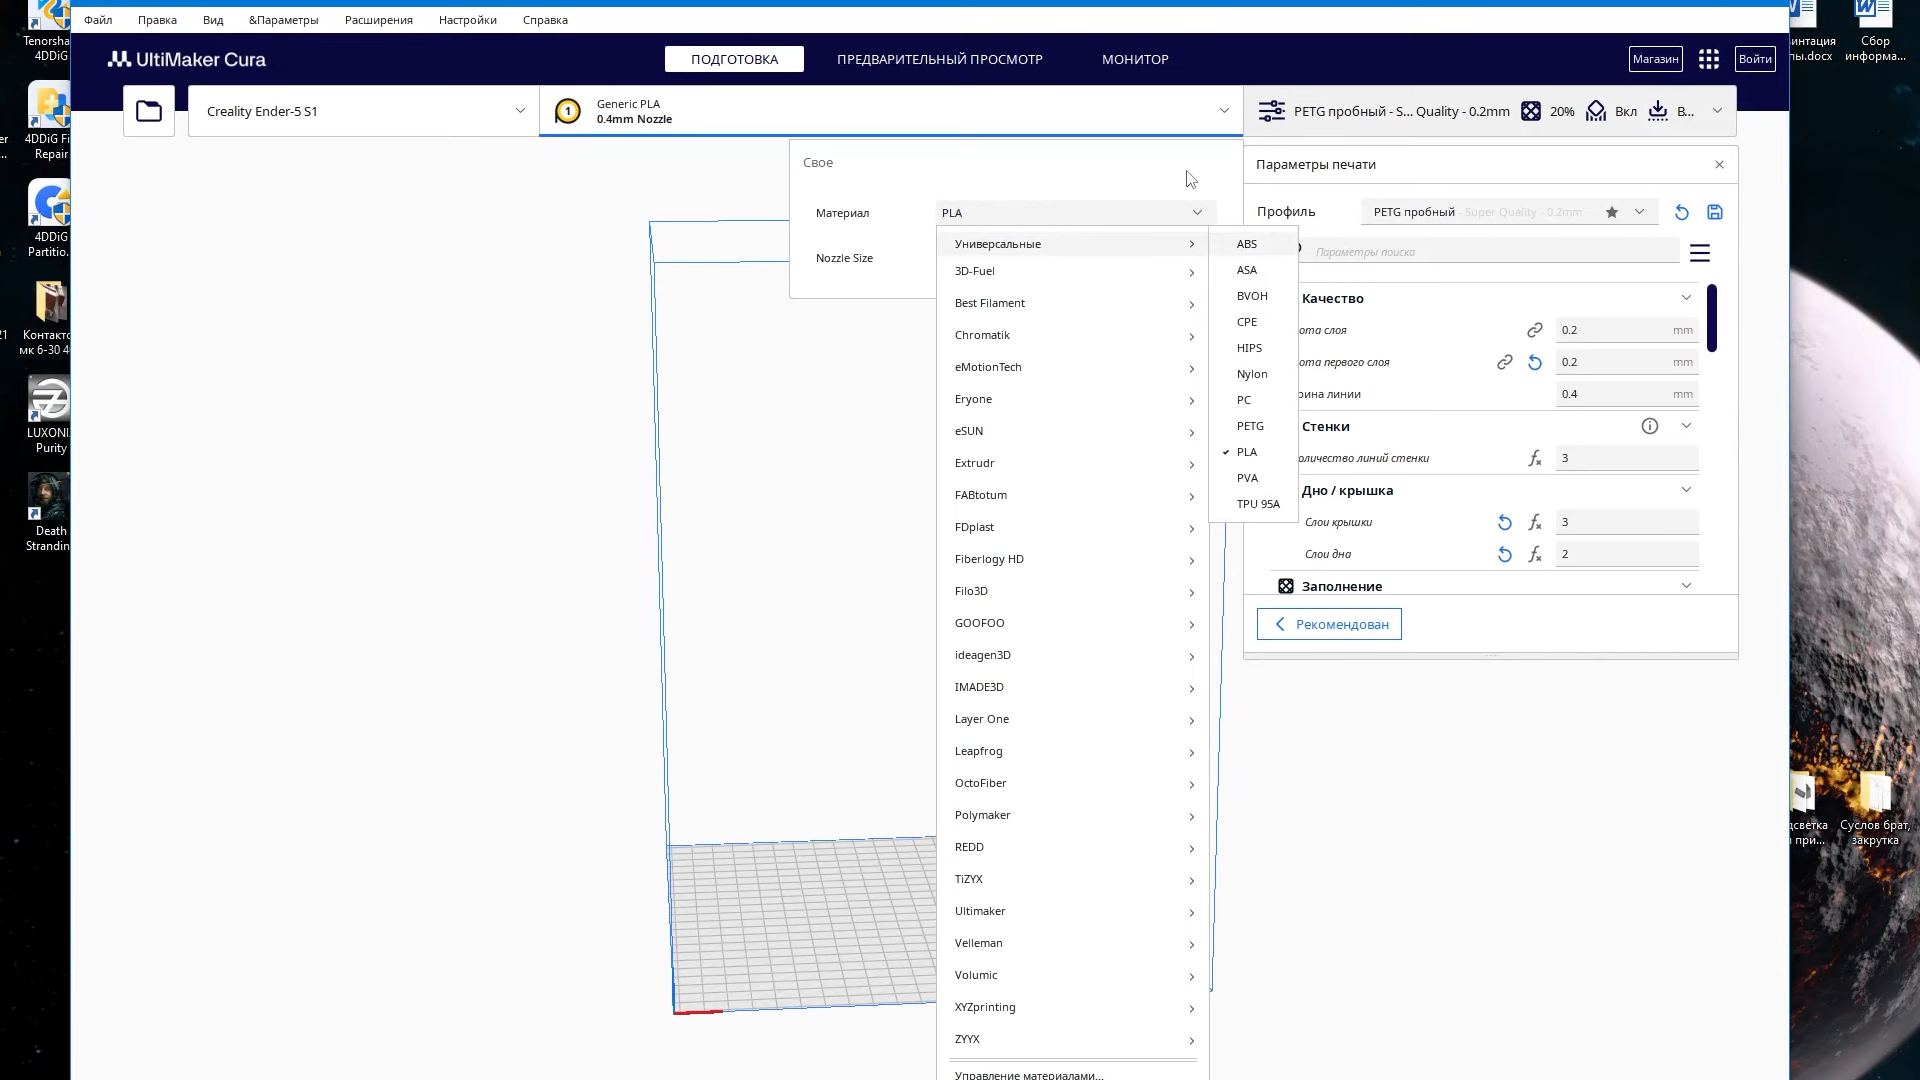 Файл Правка Вид &Параметры Расширения Настройки Справка
UltiMaker Cura
ПОДГОТОВКА ПРЕДВАРИТЕЛЬНЫЙ ПРОСМОТР МОНИТОР
Магазин Войти
Creality Ender-5 S1
1
Generic PLA
0.4mm Nozzle
PETG пробный - S... Quality - 0.2mm 20% Вкл В...
Свое
Материал PLA
Nozzle Size
Универсальные
3D-Fuel
Best Filament
Chromatik
eMotionTech
Eryone
eSUN
Extrudr
FABtotum
FDplast
Fiberlogy HD
Filo3D
GOOFOO
ideagen3D
IMADE3D
Layer One
Leapfrog
OctoFiber
Polymaker
REDD
TiZYX
Ultimaker
Velleman
Volumic
XYZprinting
ZYYX
Управление материалами...
ABS
ASA
BVOH
CPE
HIPS
Nylon
PC
PETG
PLA
PVA
TPU 95A
Параметры печати
Профиль PETG пробный - Super Quality - 0.2mm
Параметры поиска
Качество
ота слоя 0.2 mm
ота первого слоя 0.2 mm
рина линии 0.4 mm
Стенки
оличество линий стенки 3
Дно / крышка
Слои крышки 3
Слои дна 2
Заполнение
Рекомендован
Tenorsha
4DDiG
4DDiG Fi
Repair
4DDiG
Partitio..
Контакто
мк 6-30 4
LUXONI
Purity
Death
Strandin
ер
...
21
интация
лы.docx
Сбор
информа...
дсветка
при...
Суслов брат,
закрутка